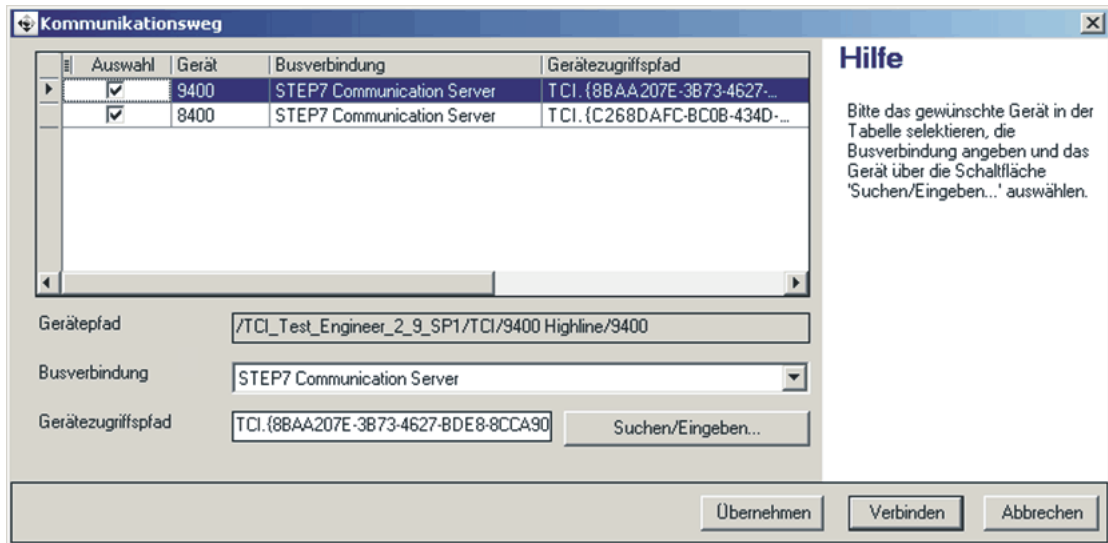 Kommunikationsweg
Auswahl Gerät Busverbindung Gerätezugriffspfad
9400 STEP7 Communication Server TCI.{8BAA207E-3B73-4627-...
8400 STEP7 Communication Server TCI.{C268DAFC-BC0B-434D-...
Gerätepfad /TCI_Test_Engineer_2_9_SP1/TCI/9400 Highline/9400
Busverbindung STEP7 Communication Server
Gerätezugriffspfad TCI.{8BAA207E-3B73-4627-BDE8-8CCA90 Suchen/Eingeben...
Hilfe
Bitte das gewünschte Gerät in der
Tabelle selektieren, die
Busverbindung angeben und das
Gerät über die Schaltfläche
'Suchen/Eingeben...' auswählen.
Übernehmen Verbinden Abbrechen